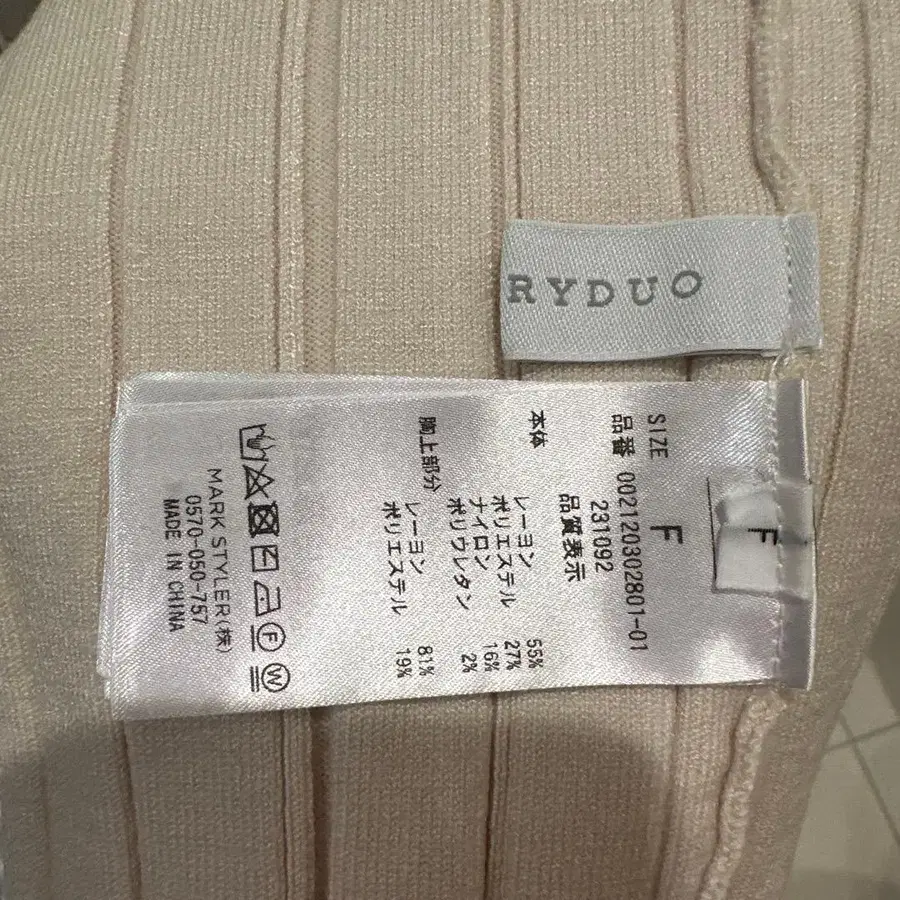 RYDUO
F
SIZE F
品番 002120302801-01
231092
品質表示
本体
レーヨン 55%
ポリエステル 27%
ナイロン 16%
ポリウレタン 2%
胸上部分
レーヨン 81%
ポリエステル 19%
F
W
MARK STYLER(株)
0570-050-757
MADE IN CHINA